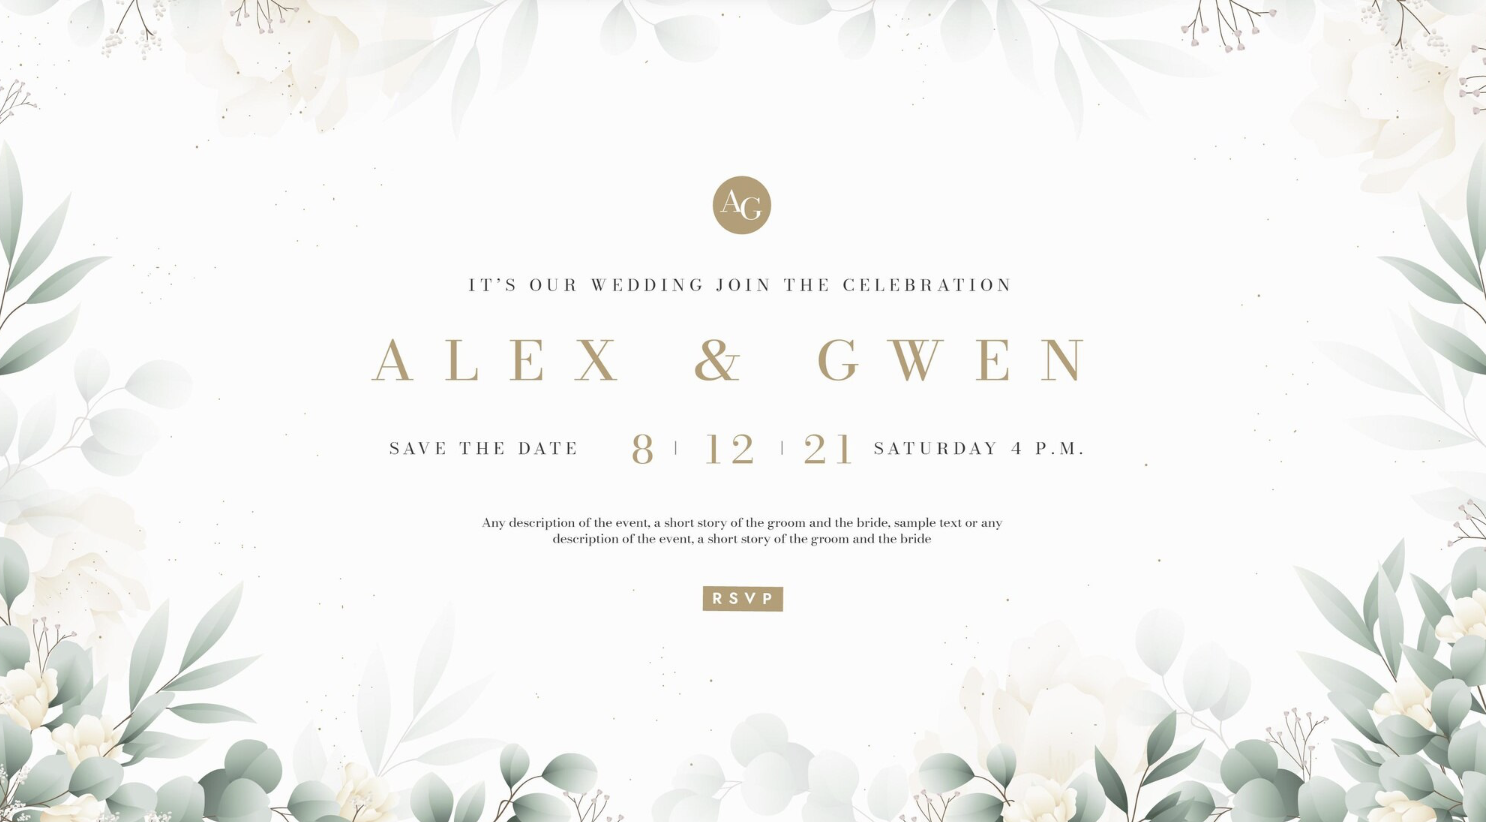 AG
IT'S OUR WEDDING JOIN THE CELEBRATION
ALEX & GWEN
SAVE THE DATE 8 | 12 | 21 SATURDAY 4 P.M.
Any description of the event, a short story of the groom and the bride, sample text or any
description of the event, a short story of the groom and the bride
RSVP